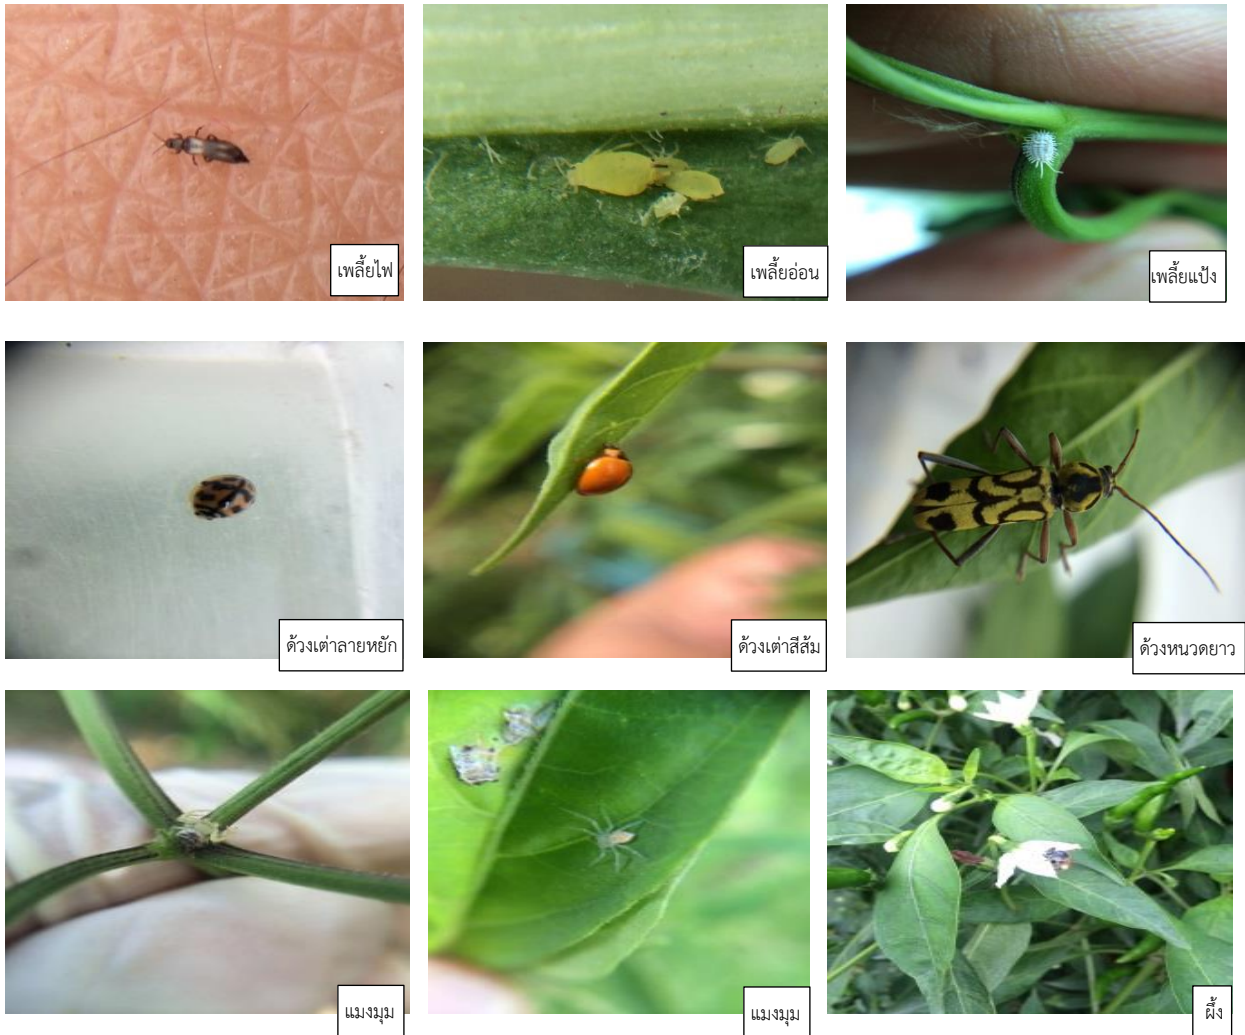 เพลี้ยไฟ
เพลี้ยอ่อน
เพลี้ยแป้ง
ด้วงเต่าลายหยัก
ด้วงเต่าสีส้ม
ด้วงหนวดยาว
แมงมุม
แมงมุม
ผึ้ง